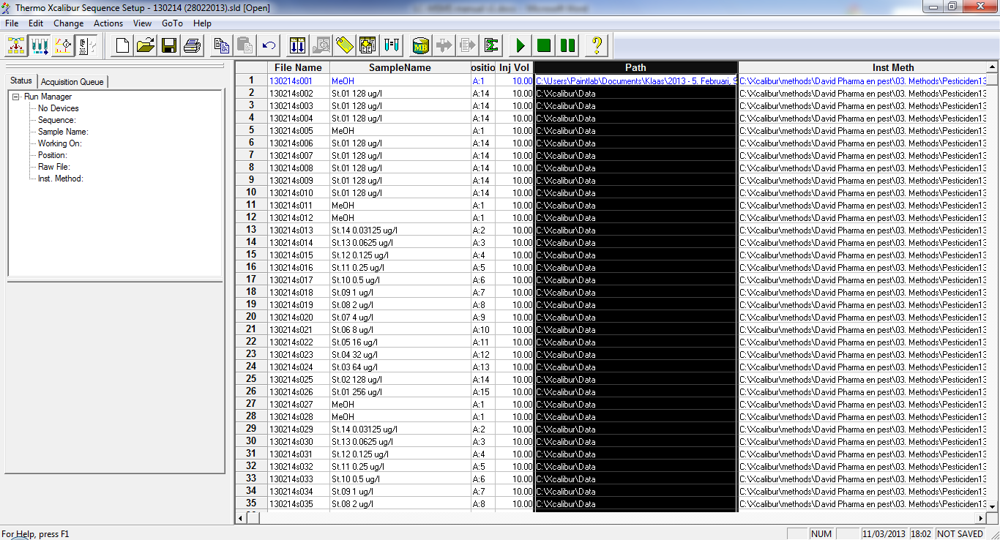 Thermo Xcalibur Sequence Setup - 130214 (28022013).sld [Open]
File Edit Change Actions View GoTo Help
MB
Status Acquisition Queue
Run Manager
No Devices
Sequence:
Sample Name:
Working On:
Position:
Raw File:
Inst. Method:
File Name SampleName ositio Inj Vol Path Inst Meth
1 130214s001 MeOH A:1 10.00 C:\Users\Paintlab\Documents\Klaas\2013 - 5. Februari, S C:\Xcalibur\methods\David Pharma en pest\03. Methods\Pesticiden13
2 130214s002 St.01 128 ug/l A:14 10.00 C:\Xcalibur\Data C:\Xcalibur\methods\David Pharma en pest\03. Methods\Pesticiden13
3 130214s003 St.01 128 ug/l A:14 10.00 C:\Xcalibur\Data C:\Xcalibur\methods\David Pharma en pest\03. Methods\Pesticiden13
4 130214s004 St.01 128 ug/l A:14 10.00 C:\Xcalibur\Data C:\Xcalibur\methods\David Pharma en pest\03. Methods\Pesticiden13
5 130214s005 MeOH A:1 10.00 C:\Xcalibur\Data C:\Xcalibur\methods\David Pharma en pest\03. Methods\Pesticiden13
6 130214s006 St.01 128 ug/l A:14 10.00 C:\Xcalibur\Data C:\Xcalibur\methods\David Pharma en pest\03. Methods\Pesticiden13
7 130214s007 St.01 128 ug/l A:14 10.00 C:\Xcalibur\Data C:\Xcalibur\methods\David Pharma en pest\03. Methods\Pesticiden13
8 130214s008 St.01 128 ug/l A:14 10.00 C:\Xcalibur\Data C:\Xcalibur\methods\David Pharma en pest\03. Methods\Pesticiden13
9 130214s009 St.01 128 ug/l A:14 10.00 C:\Xcalibur\Data C:\Xcalibur\methods\David Pharma en pest\03. Methods\Pesticiden13
10 130214s010 St.01 128 ug/l A:14 10.00 C:\Xcalibur\Data C:\Xcalibur\methods\David Pharma en pest\03. Methods\Pesticiden13
11 130214s011 MeOH A:1 10.00 C:\Xcalibur\Data C:\Xcalibur\methods\David Pharma en pest\03. Methods\Pesticiden13
12 130214s012 MeOH A:1 10.00 C:\Xcalibur\Data C:\Xcalibur\methods\David Pharma en pest\03. Methods\Pesticiden13
13 130214s013 St.14 0.03125 ug/l A:2 10.00 C:\Xcalibur\Data C:\Xcalibur\methods\David Pharma en pest\03. Methods\Pesticiden13
14 130214s014 St.13 0.0625 ug/l A:3 10.00 C:\Xcalibur\Data C:\Xcalibur\methods\David Pharma en pest\03. Methods\Pesticiden13
15 130214s015 St.12 0.125 ug/l A:4 10.00 C:\Xcalibur\Data C:\Xcalibur\methods\David Pharma en pest\03. Methods\Pesticiden13
16 130214s016 St.11 0.25 ug/l A:5 10.00 C:\Xcalibur\Data C:\Xcalibur\methods\David Pharma en pest\03. Methods\Pesticiden13
17 130214s017 St.10 0.5 ug/l A:6 10.00 C:\Xcalibur\Data C:\Xcalibur\methods\David Pharma en pest\03. Methods\Pesticiden13
18 130214s018 St.09 1 ug/l A:7 10.00 C:\Xcalibur\Data C:\Xcalibur\methods\David Pharma en pest\03. Methods\Pesticiden13
19 130214s019 St.08 2 ug/l A:8 10.00 C:\Xcalibur\Data C:\Xcalibur\methods\David Pharma en pest\03. Methods\Pesticiden13
20 130214s020 St.07 4 ug/l A:9 10.00 C:\Xcalibur\Data C:\Xcalibur\methods\David Pharma en pest\03. Methods\Pesticiden13
21 130214s021 St.06 8 ug/l A:10 10.00 C:\Xcalibur\Data C:\Xcalibur\methods\David Pharma en pest\03. Methods\Pesticiden13
22 130214s022 St.05 16 ug/l A:11 10.00 C:\Xcalibur\Data C:\Xcalibur\methods\David Pharma en pest\03. Methods\Pesticiden13
23 130214s023 St.04 32 ug/l A:12 10.00 C:\Xcalibur\Data C:\Xcalibur\methods\David Pharma en pest\03. Methods\Pesticiden13
24 130214s024 St.03 64 ug/l A:13 10.00 C:\Xcalibur\Data C:\Xcalibur\methods\David Pharma en pest\03. Methods\Pesticiden13
25 130214s025 St.02 128 ug/l A:14 10.00 C:\Xcalibur\Data C:\Xcalibur\methods\David Pharma en pest\03. Methods\Pesticiden13
26 130214s026 St.01 256 ug/l A:15 10.00 C:\Xcalibur\Data C:\Xcalibur\methods\David Pharma en pest\03. Methods\Pesticiden13
27 130214s027 MeOH A:1 10.00 C:\Xcalibur\Data C:\Xcalibur\methods\David Pharma en pest\03. Methods\Pesticiden13
28 130214s028 MeOH A:1 10.00 C:\Xcalibur\Data C:\Xcalibur\methods\David Pharma en pest\03. Methods\Pesticiden13
29 130214s029 St.14 0.03125 ug/l A:2 10.00 C:\Xcalibur\Data C:\Xcalibur\methods\David Pharma en pest\03. Methods\Pesticiden13
30 130214s030 St.13 0.0625 ug/l A:3 10.00 C:\Xcalibur\Data C:\Xcalibur\methods\David Pharma en pest\03. Methods\Pesticiden13
31 130214s031 St.12 0.125 ug/l A:4 10.00 C:\Xcalibur\Data C:\Xcalibur\methods\David Pharma en pest\03. Methods\Pesticiden13
32 130214s032 St.11 0.25 ug/l A:5 10.00 C:\Xcalibur\Data C:\Xcalibur\methods\David Pharma en pest\03. Methods\Pesticiden13
33 130214s033 St.10 0.5 ug/l A:6 10.00 C:\Xcalibur\Data C:\Xcalibur\methods\David Pharma en pest\03. Methods\Pesticiden13
34 130214s034 St.09 1 ug/l A:7 10.00 C:\Xcalibur\Data C:\Xcalibur\methods\David Pharma en pest\03. Methods\Pesticiden13
35 130214s035 St.08 2 ug/l A:8 10.00 C:\Xcalibur\Data C:\Xcalibur\methods\David Pharma en pest\03. Methods\Pesticiden13
For Help, press F1 NUM 11/03/2013 18:02 NOT SAVED